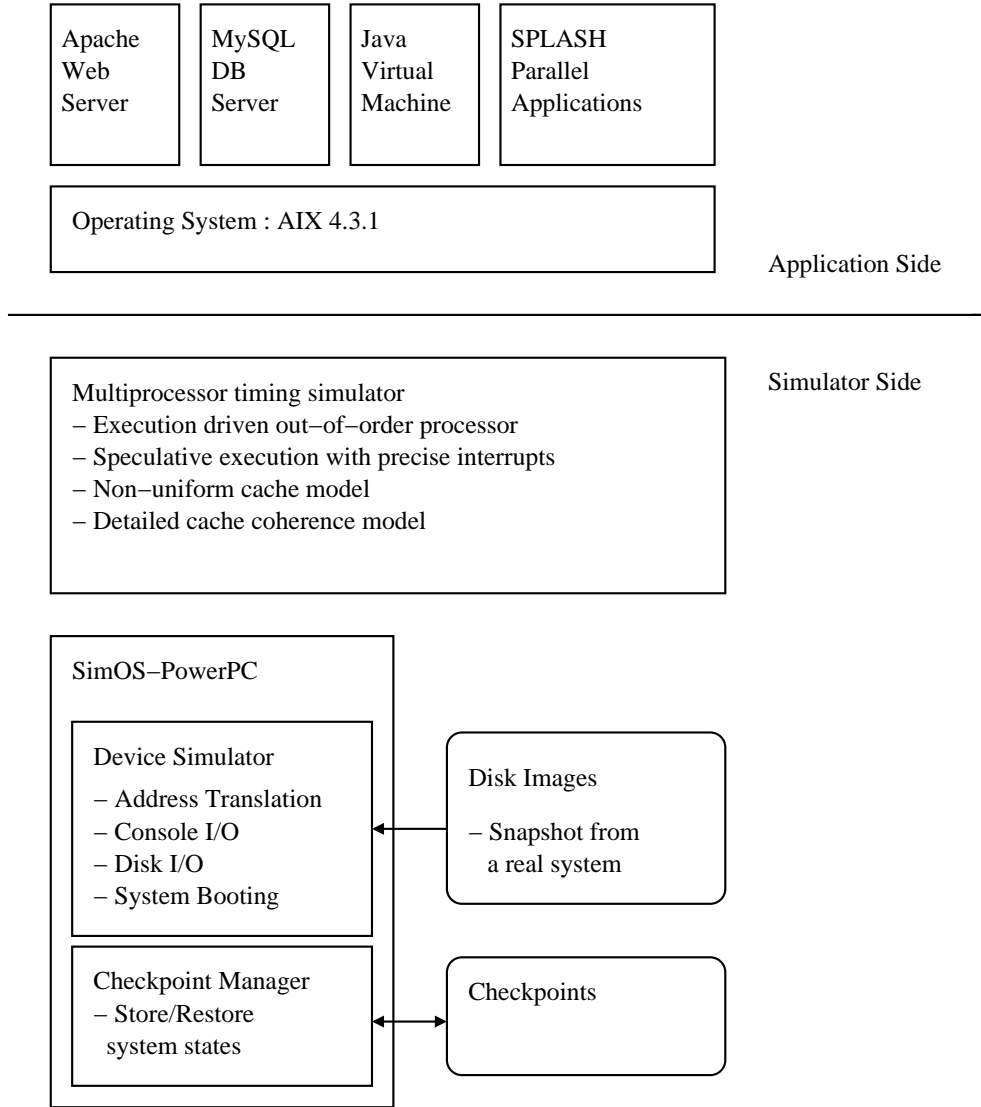 Apache
Web
Server
MySQL
DB
Server
Java
Virtual
Machine
SPLASH
Parallel
Applications
Operating System : AIX 4.3.1
Application Side
Simulator Side
Multiprocessor timing simulator
− Execution driven out−of−order processor
− Speculative execution with precise interrupts
− Non−uniform cache model
− Detailed cache coherence model
SimOS−PowerPC
Device Simulator
− Address Translation
− Console I/O
− Disk I/O
− System Booting
Disk Images
− Snapshot from
a real system
Checkpoint Manager
− Store/Restore
system states
Checkpoints